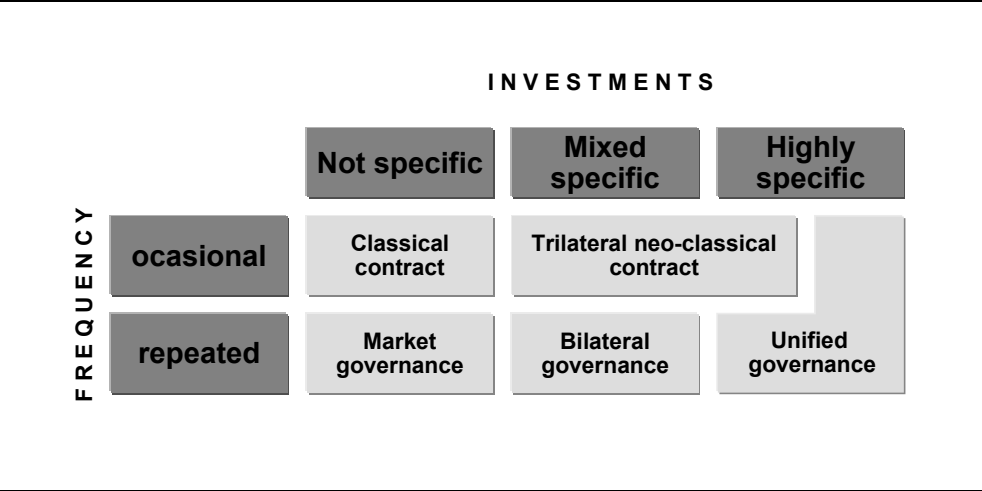 INVESTMENTS
Not specific
Mixed
specific
Highly
specific
FREQUENCY
ocasional
Classical
contract
Trilateral neo-classical
contract
repeated
Market
governance
Bilateral
governance
Unified
governance